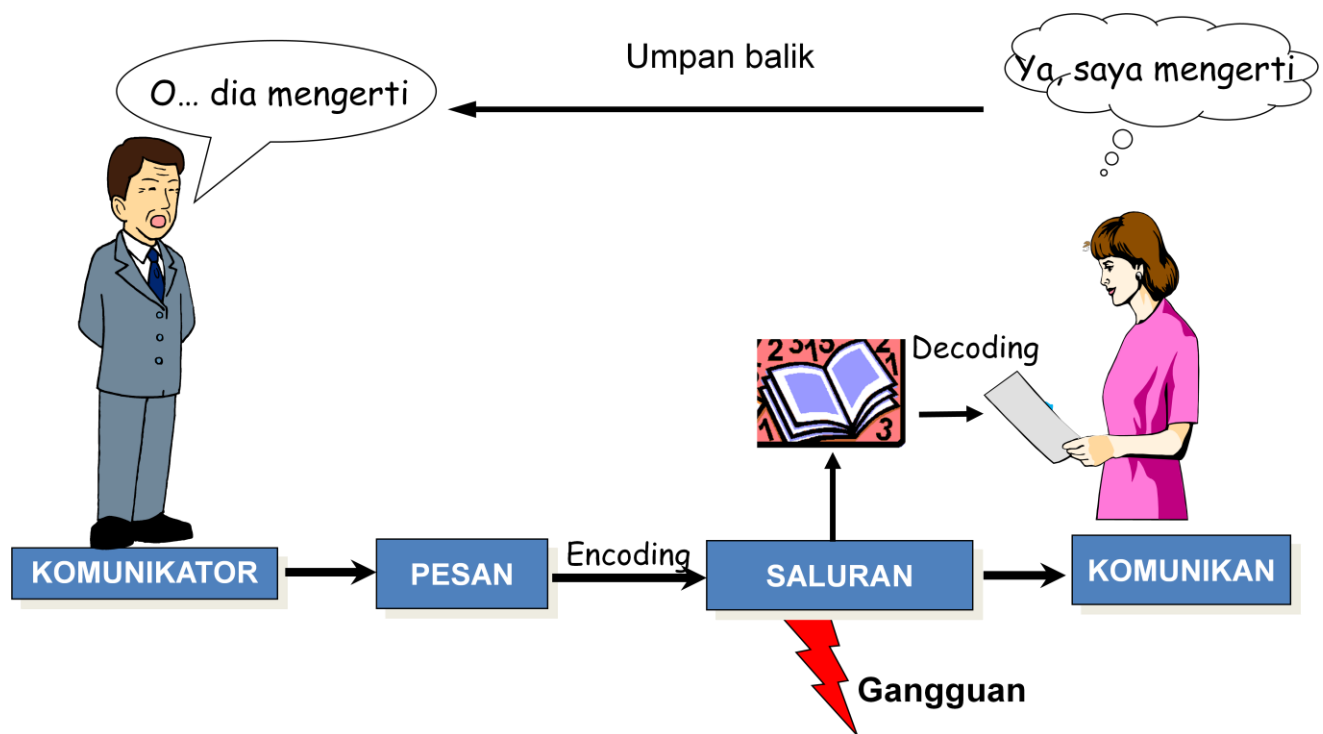 Umpan balik
O... dia mengerti
Ya, saya mengerti
Decoding
KOMUNIKATOR
PESAN
Encoding
SALURAN
KOMUNIKAN
Gangguan